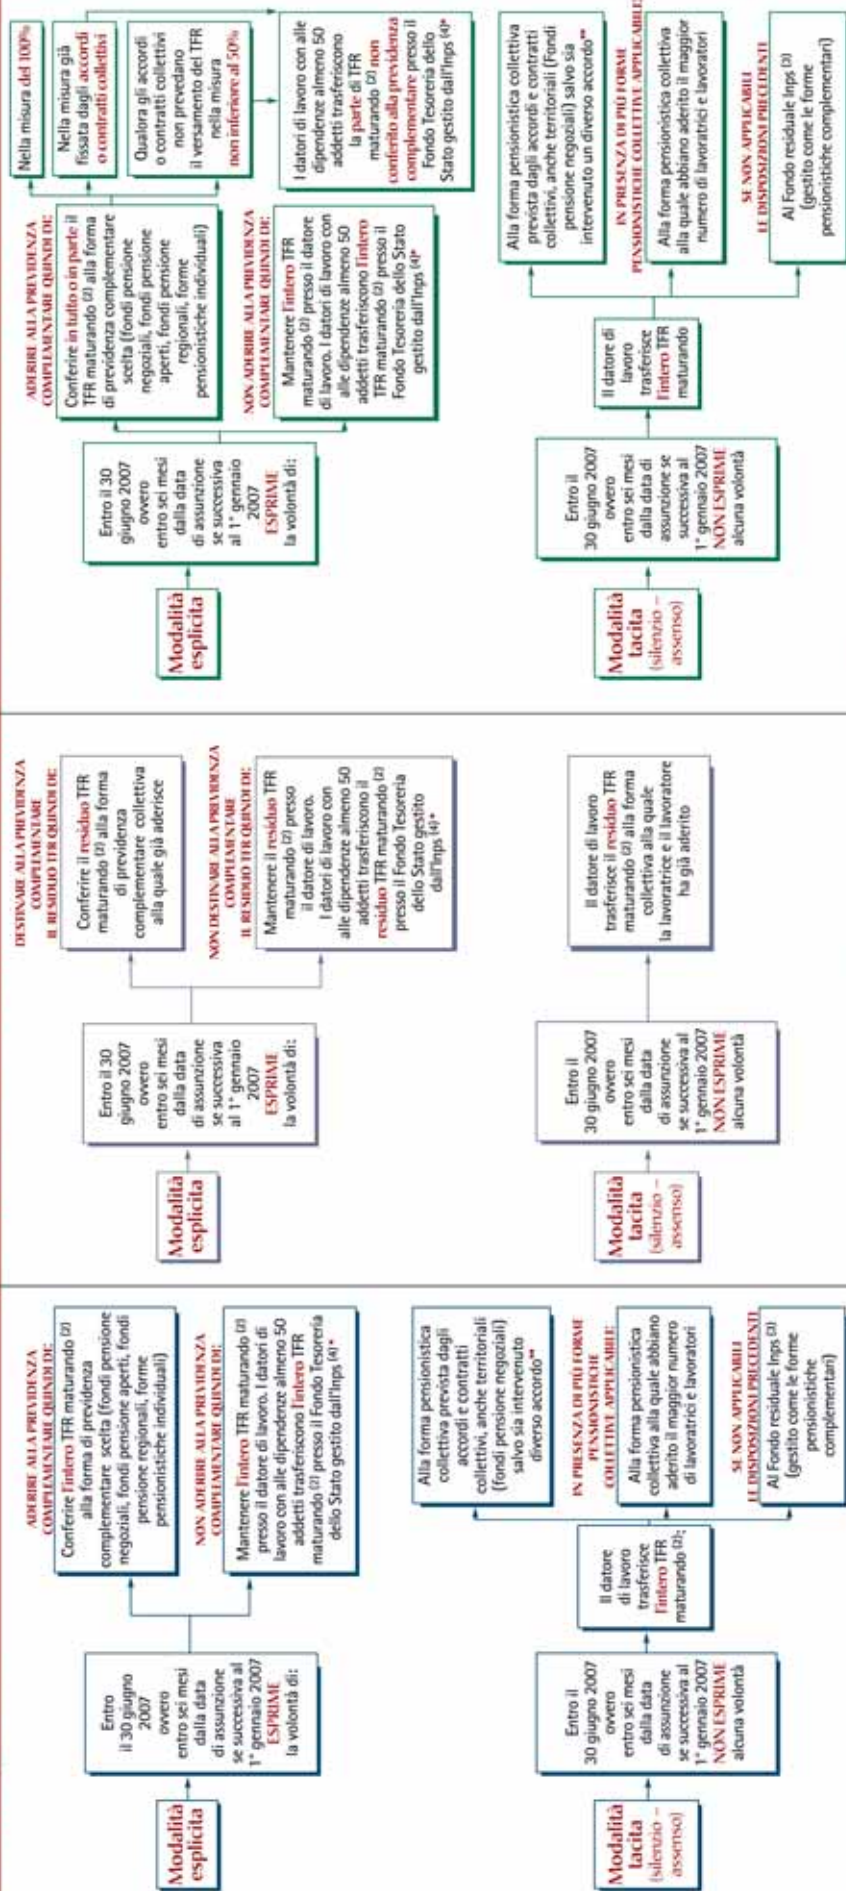 Modalità
esplicita
Entro
il 30 giugno
2007
ovvero
entro sei mesi
dalla data
di assunzione
se successiva al
1° gennaio 2007
ESPRIME
la volontà di:
ADERIRE ALLA PREVIDENZA
COMPLEMENTARE QUINDI DI:
Conferire l'intero TFR maturando (2)
alla forma di previdenza
complementare scelta (fondi pensione
negoziali, fondi pensione aperti, fondi
pensione regionali, forme
pensionistiche individuali)
NON ADERIRE ALLA PREVIDENZA
COMPLEMENTARE QUINDI DI:
Mantenere l'intero TFR maturando (2)
presso il datore di lavoro. I datori di
lavoro con alle dipendenze almeno 50
addetti trasferiscono l'intero TFR
maturando (2) presso il Fondo Tesoreria
dello Stato gestito dall'Inps (4)*
Modalità
tacita
(silenzio –
assenso)
Entro il
30 giugno 2007
ovvero
entro sei mesi
dalla data
di assunzione
se successiva al
1° gennaio 2007
NON ESPRIME
alcuna volontà
Il datore
di lavoro
trasferisce
l'intero TFR
maturando (2):
Alla forma pensionistica
collettiva prevista dagli
accordi e contratti
collettivi, anche territoriali
(fondi pensione negoziali)
salvo sia intervenuto
diverso accordo**
IN PRESENZA DI PIÙ FORME
PENSIONISTICHE
COLLETTIVE APPLICABILE:
Alla forma pensionistica
collettiva alla quale abbiano
aderito il maggior numero
di lavoratrici e lavoratori
SE NON APPLICABILI
LE DISPOSIZIONI PRECEDENTI
Al Fondo residuale Inps (3)
(gestito come le forme
pensionistiche
complementari)
Modalità
esplicita
Entro il 30
giugno 2007
ovvero
entro sei mesi
dalla data
di assunzione
se successiva
al 1° gennaio
2007
ESPRIME
la volontà di:
DESTINARE ALLA PREVIDENZA
COMPLEMENTARE
IL RESIDUO TFR QUINDI DI:
Conferire il residuo TFR
maturando (2) alla forma
di previdenza
complementare collettiva
alla quale già aderisce
NON DESTINARE ALLA PREVIDENZA
COMPLEMENTARE
IL RESIDUO TFR QUINDI DI:
Mantenere il residuo TFR
maturando (2) presso
il datore di lavoro.
I datori di lavoro con
alle dipendenze almeno 50
addetti trasferiscono il
residuo TFR maturando (2)
presso il Fondo Tesoreria
dello Stato gestito
dall'Inps (4)*
Modalità
tacita
(silenzio –
assenso)
Entro il
30 giugno 2007
ovvero
entro sei mesi
dalla data
di assunzione
se successiva al
1° gennaio 2007
NON ESPRIME
alcuna volontà
Il datore di lavoro
trasferisce il residuo TFR
maturando (2) alla forma
collettiva alla quale
la lavoratrice e il lavoratore
ha già aderito
Modalità
esplicita
Entro il 30
giugno 2007
ovvero
entro sei mesi
dalla data
di assunzione
se successiva
al 1° gennaio
2007
ESPRIME
la volontà di:
ADERIRE ALLA PREVIDENZA
COMPLEMENTARE QUINDI DI:
Conferire in tutto o in parte il
TFR maturando (2) alla forma
di previdenza complementare
scelta (fondi pensione
negoziali, fondi pensione
aperti, fondi pensione
regionali, forme
pensionistiche individuali)
Nella misura del 100%
Nella misura già
fissata dagli accordi
o contratti collettivi
Qualora gli accordi
o contratti collettivi
non prevedano
il versamento del TFR
nella misura
non inferiore al 50%
I datori di lavoro con alle
dipendenze almeno 50
addetti trasferiscono
la parte di TFR
maturando (2) non
conferito alla previdenza
complementare presso il
Fondo Tesoreria dello
Stato gestito dall'Inps (4)*
NON ADERIRE ALLA PREVIDENZA
COMPLEMENTARE QUINDI DI:
Mantenere l'intero TFR
maturando (2) presso il datore
di lavoro. I datori di lavoro con
alle dipendenze almeno 50
addetti trasferiscono l'intero
TFR maturando (2) presso il
Fondo Tesoreria dello Stato
gestito dall'Inps (4)*
Modalità
tacita
(silenzio –
assenso)
Entro il
30 giugno 2007
ovvero
entro sei mesi
dalla data di
assunzione se
successiva al
1° gennaio 2007
NON ESPRIME
alcuna volontà
Il datore di
lavoro
trasferisce
l'intero TFR
maturando
Alla forma pensionistica collettiva
prevista dagli accordi e contratti
collettivi, anche territoriali (Fondi
pensione negoziali) salvo sia
intervenuto un diverso accordo**
IN PRESENZA DI PIÙ FORME
PENSIONISTICHE COLLETTIVE APPLICABILE:
Alla forma pensionistica collettiva
alla quale abbiano aderito il maggior
numero di lavoratrici e lavoratori
SE NON APPLICABILI
LE DISPOSIZIONI PRECEDENTI
Al Fondo residuale Inps (3)
(gestito come le forme
pensionistiche complementari)